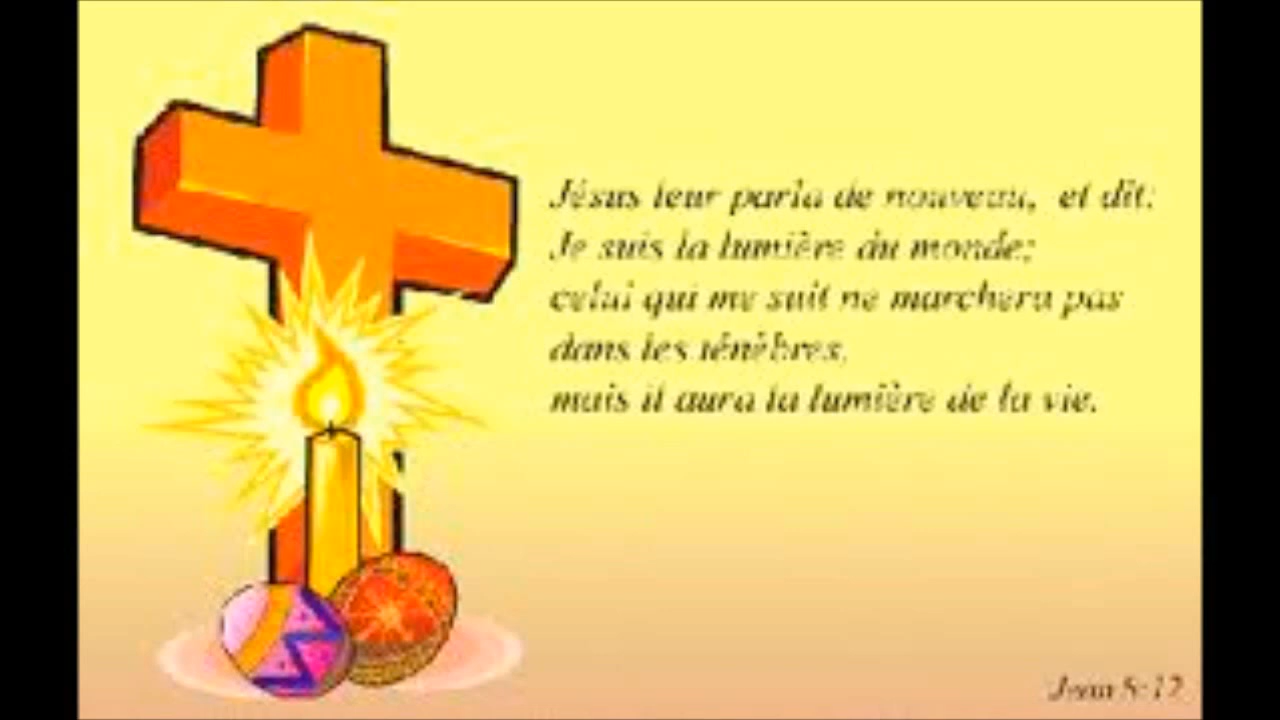 Jésus leur parla de nouveau, et dit:
Je suis la lumière du monde;
celui qui me suit ne marchera pas
dans les ténèbres,
mais il aura la lumière de la vie.
Jean 8:12